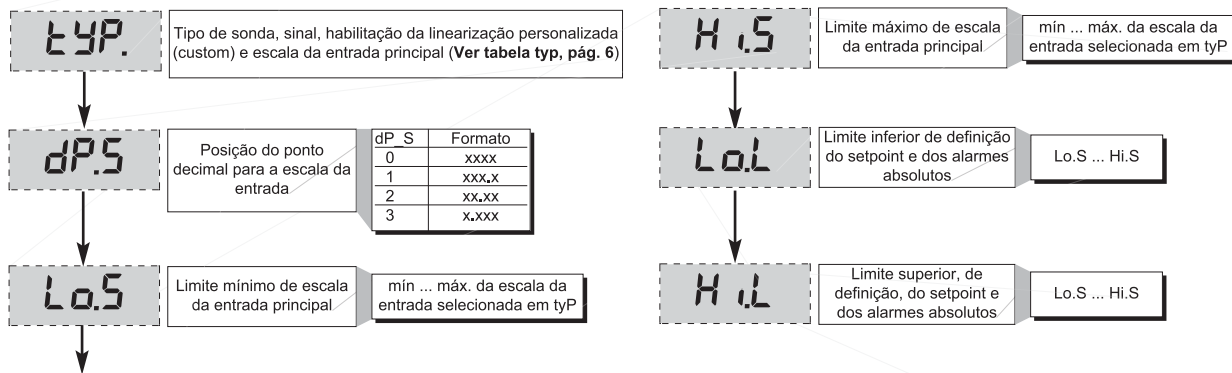 tYP.
Tipo de sonda, sinal, habilitação da linearização personalizada
(custom) e escala da entrada principal (Ver tabela typ, pág. 6)
dP.S
Posição do ponto
decimal para a escala da
entrada
dP_S Formato
0 xxxx
1 xxx.x
2 xx.xx
3 x.xxx
Lo.S
Limite mínimo de escala
da entrada principal
mín ... máx. da escala da
entrada selecionada em tyP
Hi.S
Limite máximo de escala
da entrada principal
mín ... máx. da escala da
entrada selecionada em tyP
Lo.L
Limite inferior de definição
do setpoint e dos alarmes
absolutos
Lo.S ... Hi.S
Hi.L
Limite superior, de
definição, do setpoint e
dos alarmes absolutos
Lo.S ... Hi.S